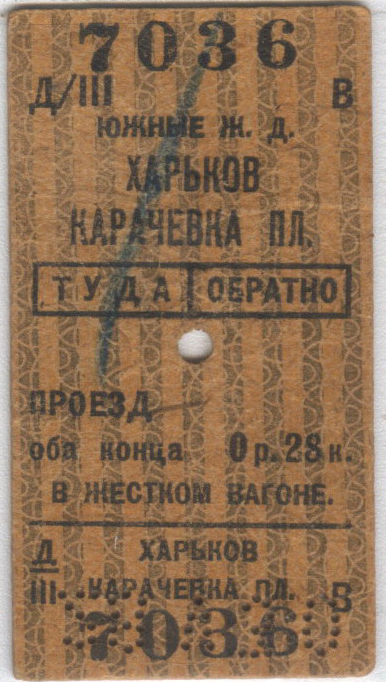 7036
Д/III В
ЮЖНЫЕ Ж. Д.
ХАРЬКОВ
КАРАЧЕВКА ПЛ.
ТУДА ОБРАТНО
ПРОЕЗД
оба конца 0 р. 28 к.
В ЖЕСТКОМ ВАГОНЕ.
Д ХАРЬКОВ
III КАРАЧЕВКА ПЛ. В
7036